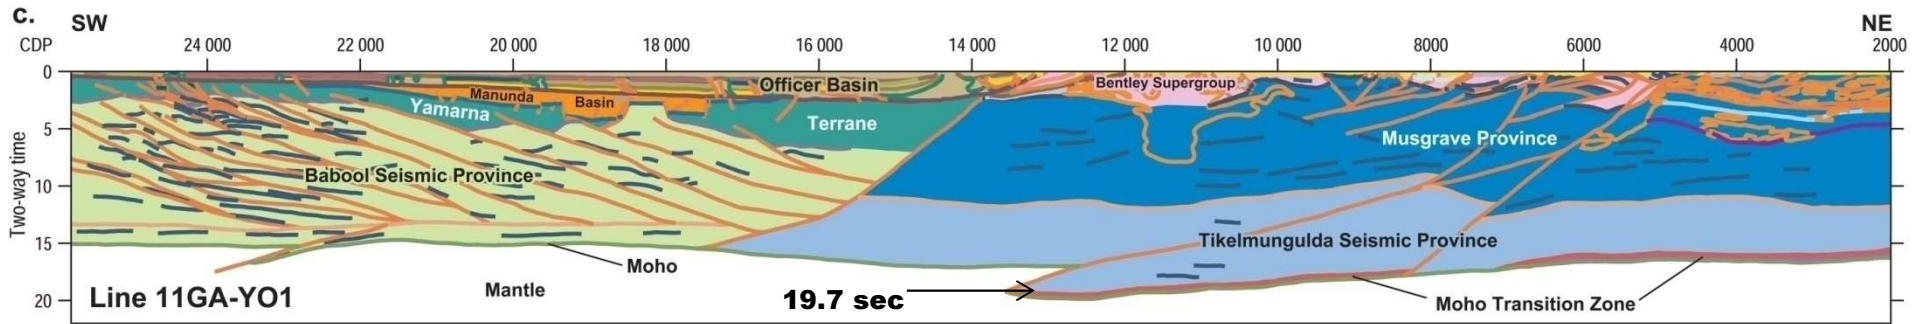 c.
SW
NE
CDP
24 000
22 000
20 000
18 000
16 000
14 000
12 000
10 000
8000
6000
4000
2000
Two-way time
0
5
10
15
20
Officer Basin
Bentley Supergroup
Manunda
Basin
Yamarna
Terrane
Musgrave Province
Babool Seismic Province
Tikelmungulda Seismic Province
Moho
Mantle
Line 11GA-YO1
19.7 sec
Moho Transition Zone